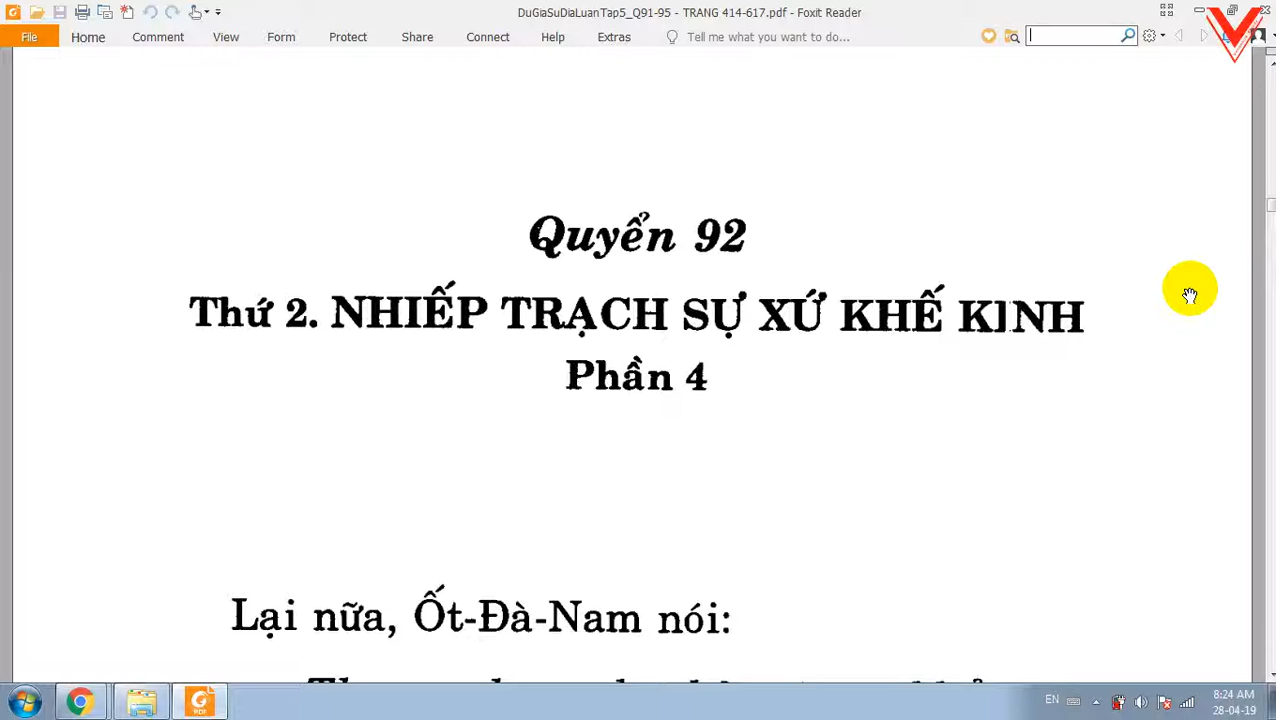 DuGiaSuDiaLuanTap5_Q91-95 - TRANG 414-617.pdf - Foxit Reader
File Home Comment View Form Protect Share Connect Help Extras Tell me what you want to do...
Quyển 92
Thứ 2. NHIẾP TRẠCH SỰ XỨ KHẾ KINH
Phần 4
Lại nữa, Ốt-Đà-Nam nói:
EN 8:24 AM
28-04-19